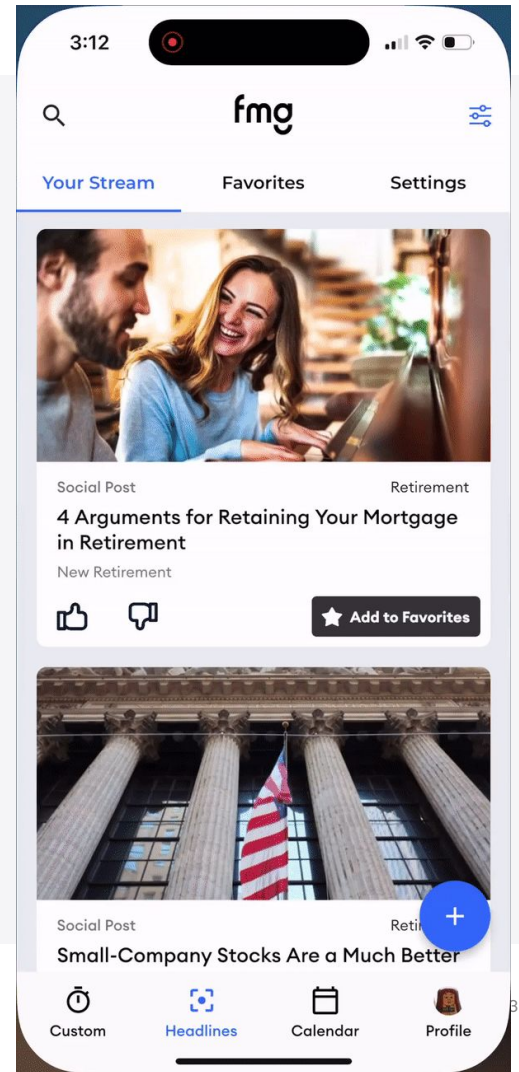 3:12
fmg
Your Stream Favorites Settings
Social Post Retirement
4 Arguments for Retaining Your Mortgage
in Retirement
New Retirement
Add to Favorites
Social Post
Small-Company Stocks Are a Much Better
Custom Headlines Calendar Profile